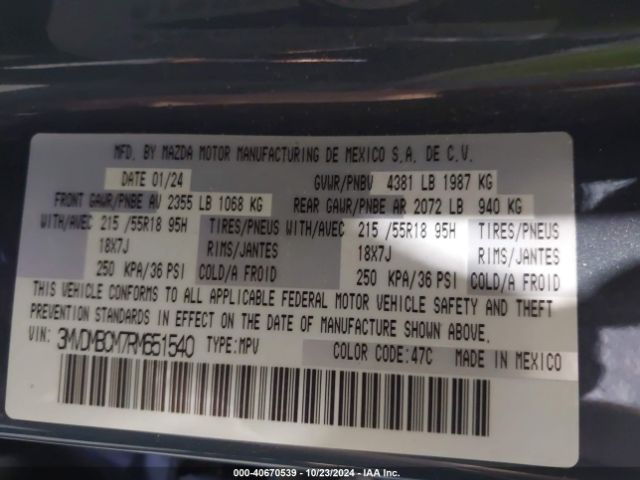 MFD. BY MAZDA MOTOR MANUFACTURING DE MEXICO S.A. DE C.V.
DATE 01/24 GVWR/PNBV 4381 LB 1987 KG
FRONT GAWR/PNBE AV 2355 LB 1068 KG REAR GAWR/PNBE AR 2072 LB 940 KG
WITH/AVEC 215 /55R18 95H TIRES/PNEUS WITH/AVEC 215 /55R18 95H TIRES/PNEUS
18X7J RIMS/JANTES 18X7J RIMS/JANTES
250 KPA/36 PSI COLD/A FROID 250 KPA/36 PSI COLD/A FROID
THIS VEHICLE CONFORMS TO ALL APPLICABLE FEDERAL MOTOR VEHICLE SAFETY AND THEFT
PREVENTION STANDARDS IN EFFECT ON THE DATE OF MANUFACTURE SHOWN ABOVE.
VIN: 3MVDMBCM7RM651540 TYPE:MPV
COLOR CODE:47C MADE IN MEXICO
000-40670539 - 10/23/2024 - IAA Inc.